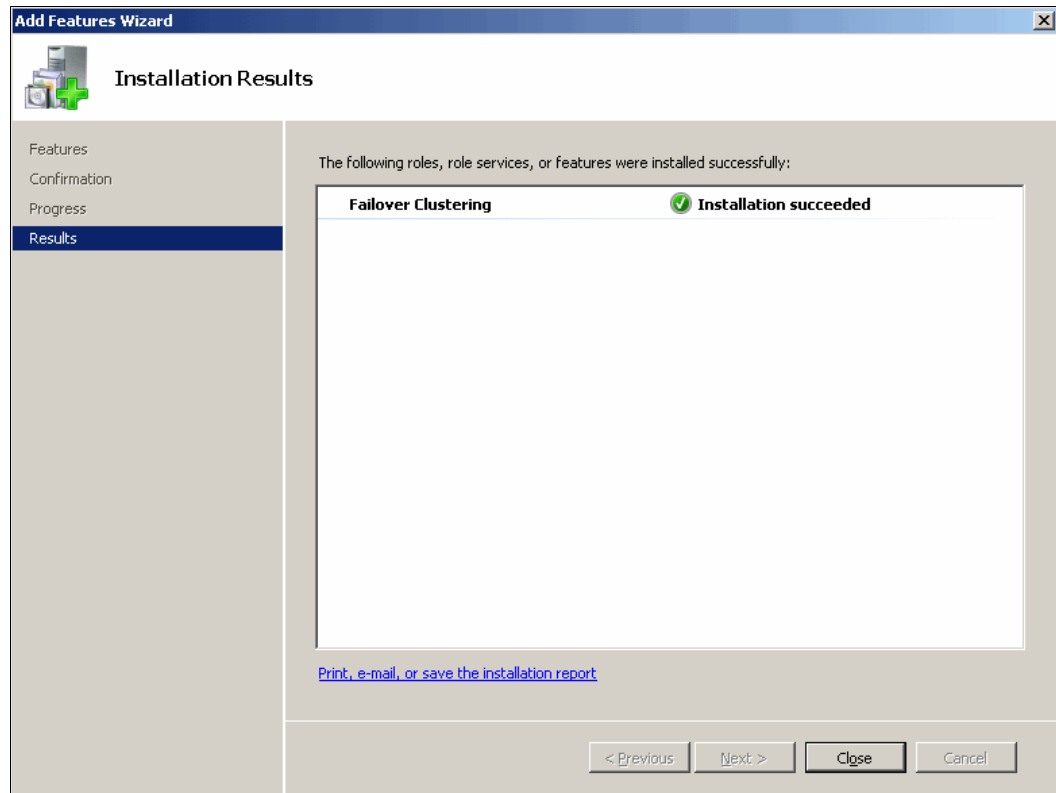 Add Features Wizard
Installation Results
Features
Confirmation
Progress
Results
The following roles, role services, or features were installed successfully:
Failover Clustering Installation succeeded
Print, e-mail, or save the installation report
< Previous Next > Close Cancel